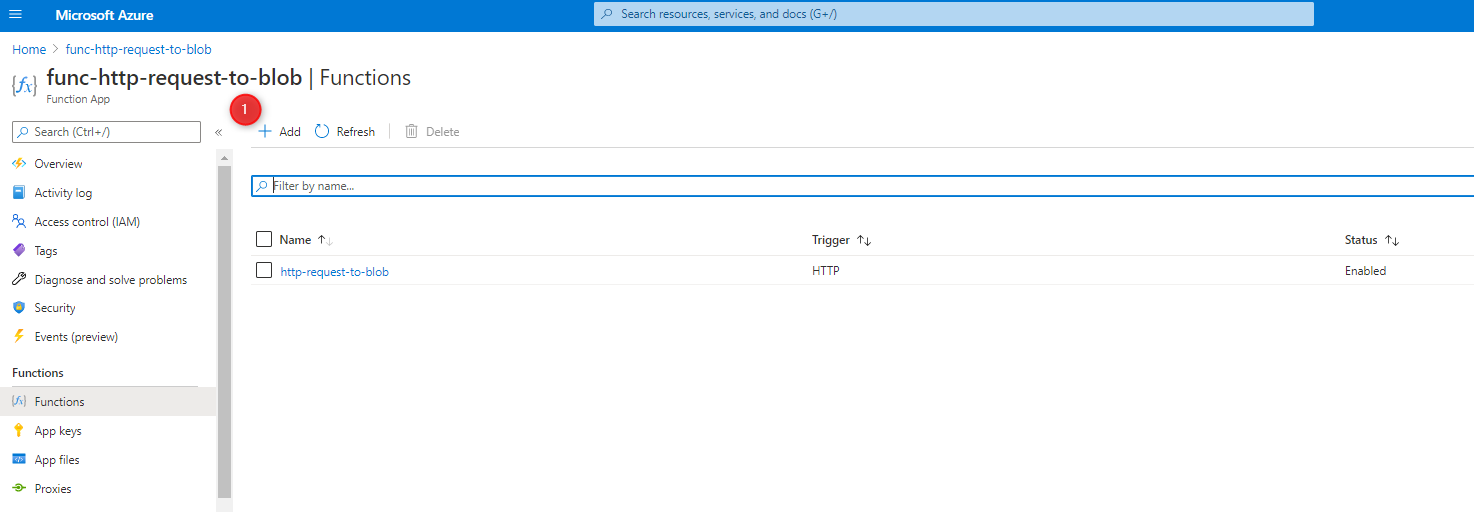 Microsoft Azure
Search resources, services, and docs (G+/)
Home > func-http-request-to-blob
func-http-request-to-blob | Functions
{fx}
Function App
1
Search (Ctrl+/)
«
+ Add
Refresh
Delete
Overview
Activity log
Access control (IAM)
Tags
Diagnose and solve problems
Security
Events (preview)
Functions
{fx} Functions
App keys
App files
Proxies
Filter by name...
Name ↑↓ Trigger ↑↓ Status ↑↓
http-request-to-blob HTTP Enabled